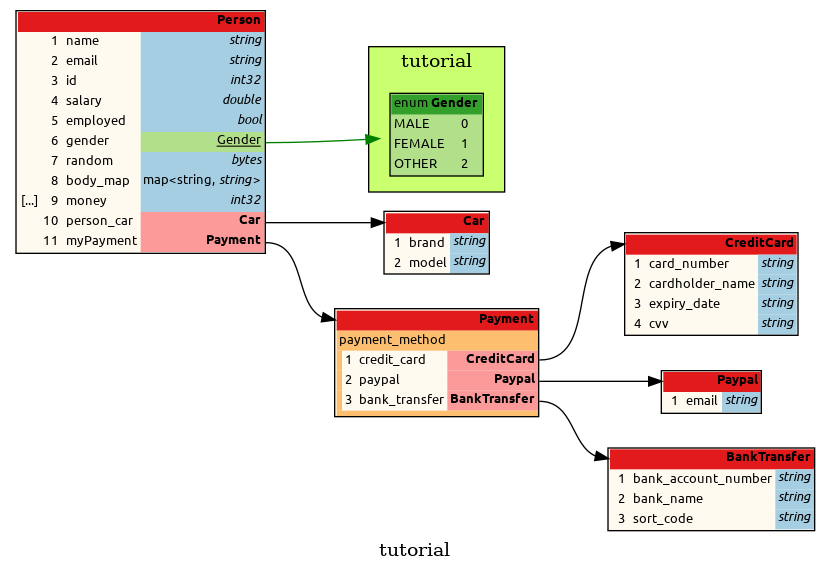 Person
1 name string
2 email string
3 id int32
4 salary double
5 employed bool
6 gender Gender
7 random bytes
8 body_map map<string, string>
[...] 9 money int32
10 person_car Car
11 myPayment Payment
tutorial
enum Gender
MALE 0
FEMALE 1
OTHER 2
Car
1 brand string
2 model string
Payment
payment_method
1 credit_card CreditCard
2 paypal Paypal
3 bank_transfer BankTransfer
CreditCard
1 card_number string
2 cardholder_name string
3 expiry_date string
4 cvv string
Paypal
1 email string
BankTransfer
1 bank_account_number string
2 bank_name string
3 sort_code string
tutorial